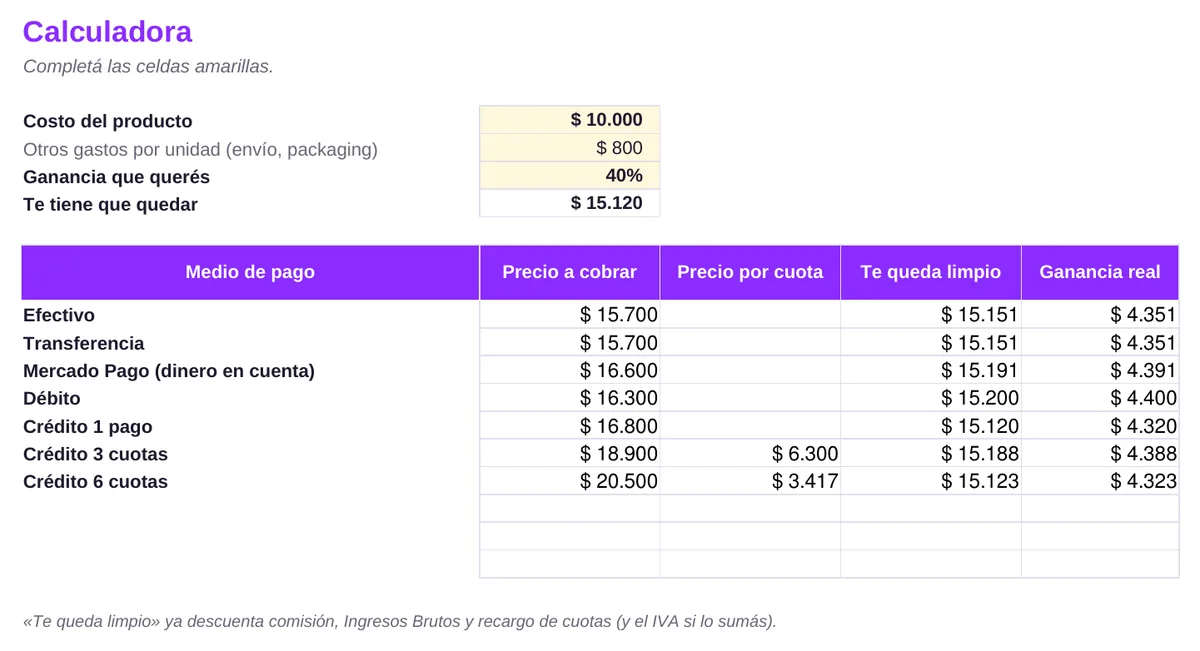 Calculadora
Completá las celdas amarillas.
Costo del producto $ 10.000
Otros gastos por unidad (envío, packaging) $ 800
Ganancia que querés 40%
Te tiene que quedar $ 15.120
Medio de pago Precio a cobrar Precio por cuota Te queda limpio Ganancia real
Efectivo $ 15.700 $ 15.151 $ 4.351
Transferencia $ 15.700 $ 15.151 $ 4.351
Mercado Pago (dinero en cuenta) $ 16.600 $ 15.191 $ 4.391
Débito $ 16.300 $ 15.200 $ 4.400
Crédito 1 pago $ 16.800 $ 15.120 $ 4.320
Crédito 3 cuotas $ 18.900 $ 6.300 $ 15.188 $ 4.388
Crédito 6 cuotas $ 20.500 $ 3.417 $ 15.123 $ 4.323
«Te queda limpio» ya descuenta comisión, Ingresos Brutos y recargo de cuotas (y el IVA si lo sumás).